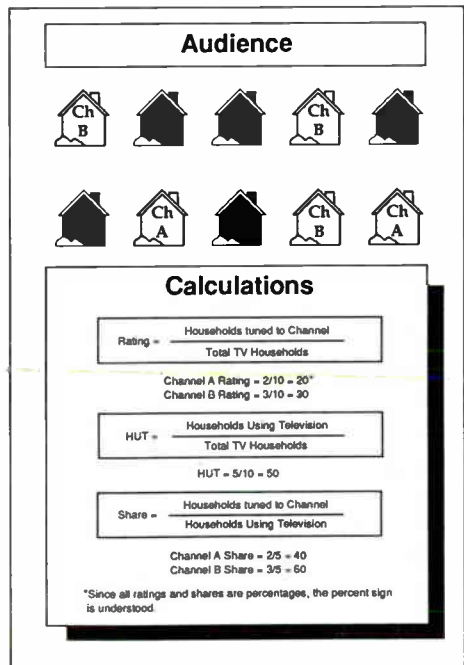 Audience
Ch B
Ch B
Ch A
Ch B
Ch A
Calculations
Rating = Households tuned to Channel
Total TV Households
Channel A Rating = 2/10 = 20*
Channel B Rating = 3/10 = 30
HUT = Households Using Television
Total TV Households
HUT = 5/10 = 50
Share = Households tuned to Channel
Households Using Television
Channel A Share = 2/5 = 40
Channel B Share = 3/5 = 60
*Since all ratings and shares are percentages, the percent sign
is understood.